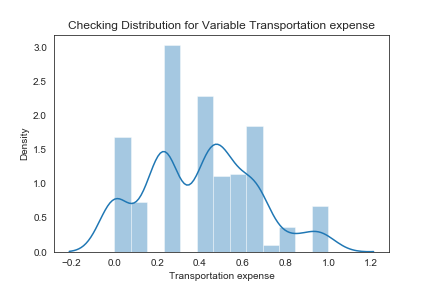 Checking Distribution for Variable Transportation expense
3.0
2.5
2.0
1.5
1.0
0.5
0.0
Density
−0.2 0.0 0.2 0.4 0.6 0.8 1.0 1.2
Transportation expense